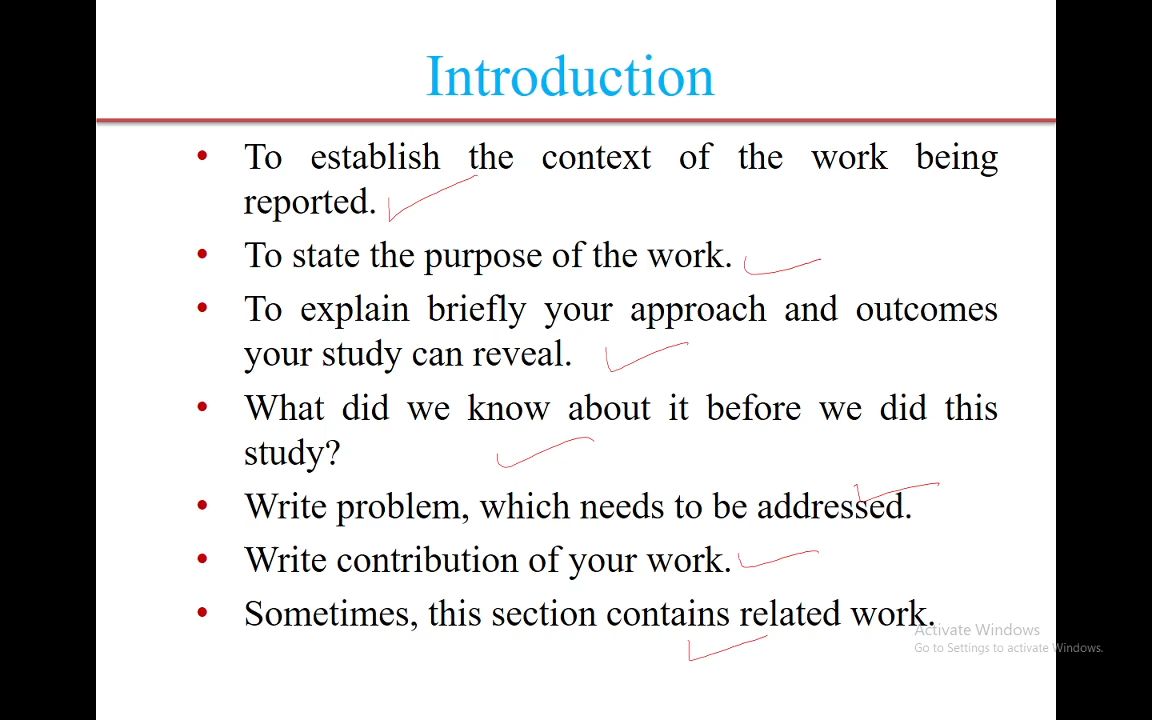 Introduction
• To establish the context of the work being
reported.
• To state the purpose of the work.
• To explain briefly your approach and outcomes
your study can reveal.
• What did we know about it before we did this
study?
• Write problem, which needs to be addressed.
• Write contribution of your work.
• Sometimes, this section contains related work.
Activate Windows
Go to Settings to activate Windows.